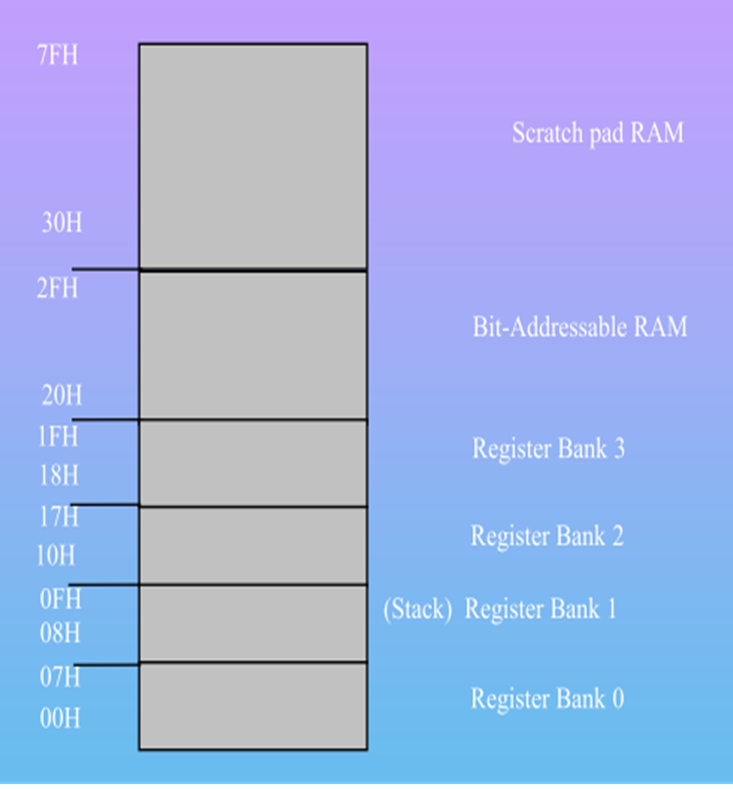 7FH
Scratch pad RAM
30H
2FH
Bit-Addressable RAM
20H
1FH
Register Bank 3
18H
17H
Register Bank 2
10H
0FH
(Stack) Register Bank 1
08H
07H
Register Bank 0
00H